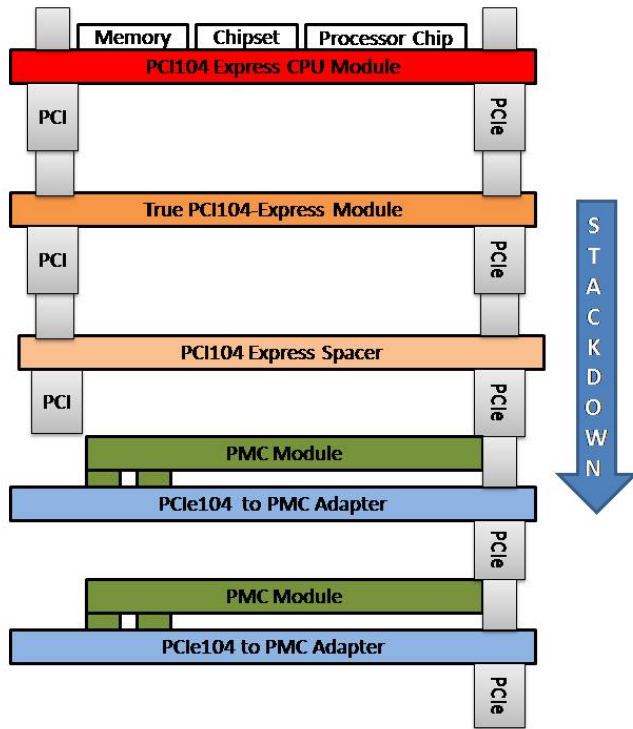 Memory
Chipset
Processor Chip
PCI104 Express CPU Module
PCI
PCIe
True PCI104-Express Module
PCI
PCIe
STACKDOWN
PCI104 Express Spacer
PCI
PCIe
PMC Module
PCIe104 to PMC Adapter
PCIe
PMC Module
PCIe104 to PMC Adapter
PCIe